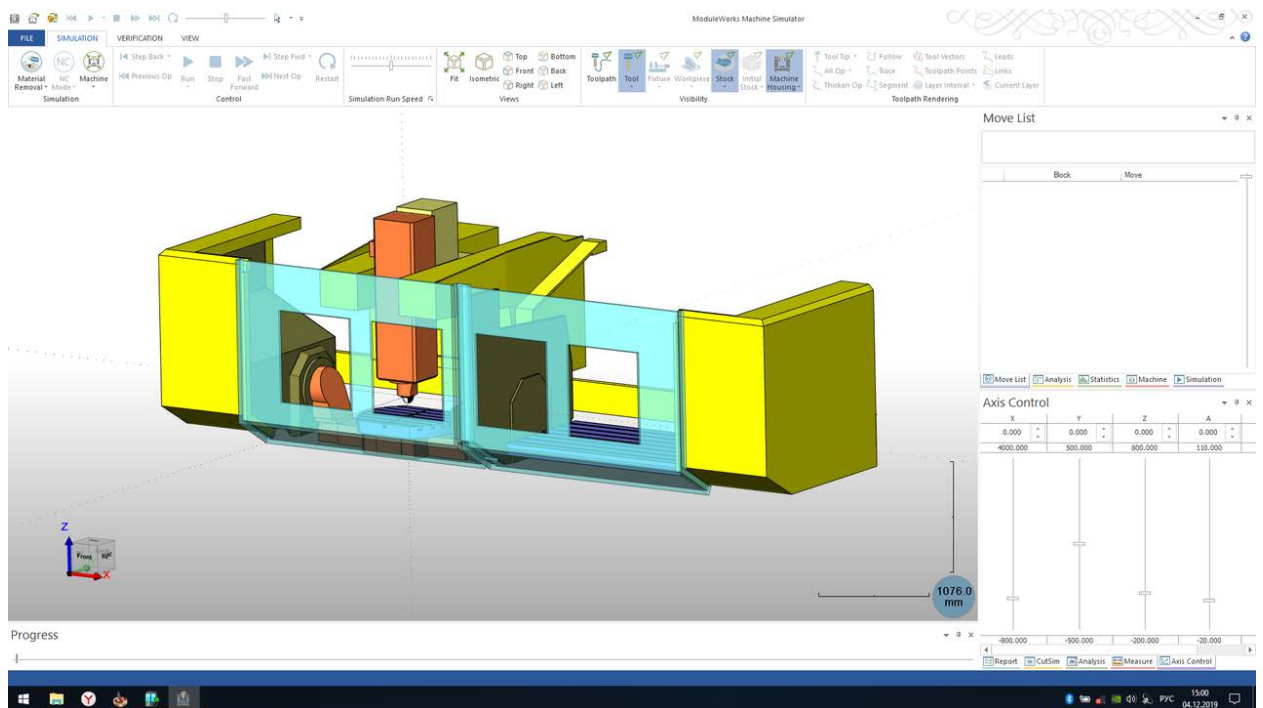 ModuleWorks Machine Simulator
FILE SIMULATION VERIFICATION VIEW
Step Back Step Fwd Top Bottom Tool Tip Follow Tool Vectors Leads
Previous Op Next Op Front Back All Op Trace Toolpath Points Links
Right Left Thicken Op Segment Layer Interval Current Layer
Material Removal NC Mode Machine Run Stop Fast Forward Restart Fit Isometric Toolpath Tool Fixture Workpiece Stock Initial Stock Machine Housing
Simulation Control Simulation Run Speed Views Visibility Toolpath Rendering
Move List
Block Move
Move List Analysis Statistics Machine Simulation
Axis Control
X Y Z A
0.000 0.000 0.000 0.000
4000.000 500.000 800.000 110.000
-800.000 -500.000 -200.000 -20.000
Report CutSim Analysis Measure Axis Control
Z
Front
X
1076.0
mm
Progress
РУС
15:00
04.12.2019